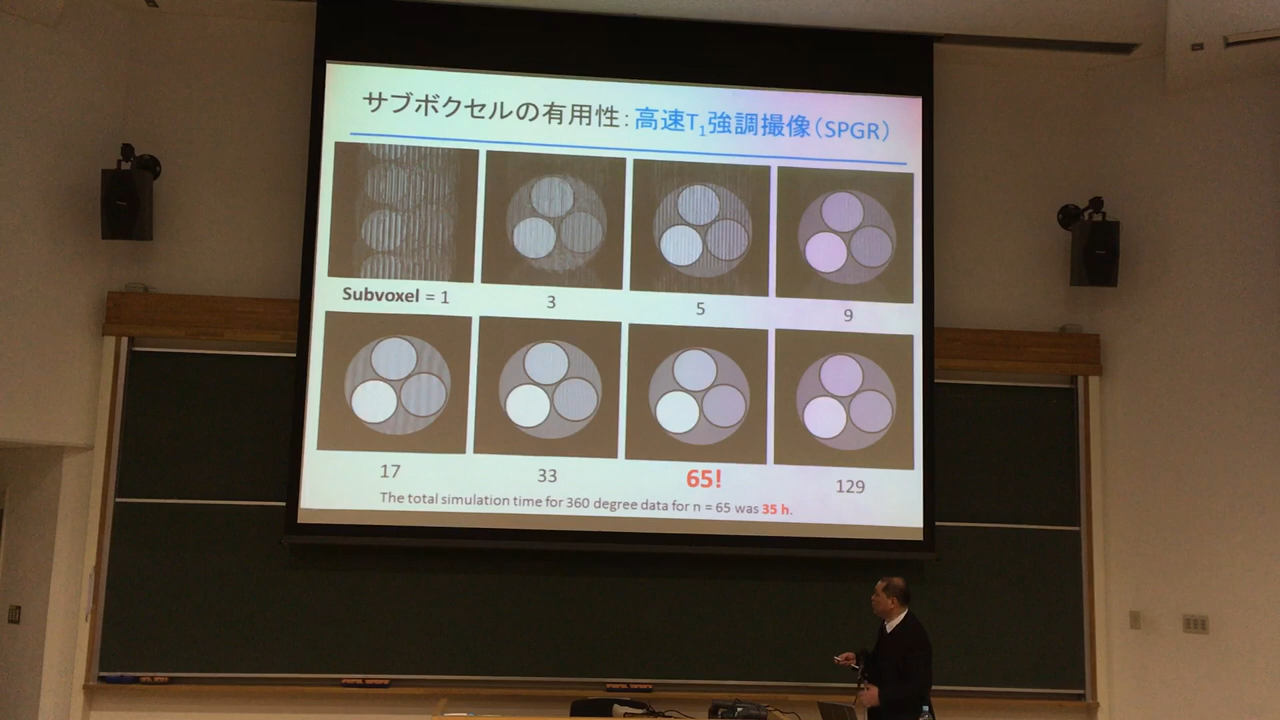 サブボクセルの有用性：高速T₁強調撮像（SPGR）
Subvoxel = 1
3
5
9
17
33
65!
129
The total simulation time for 360 degree data for n = 65 was 35 h.